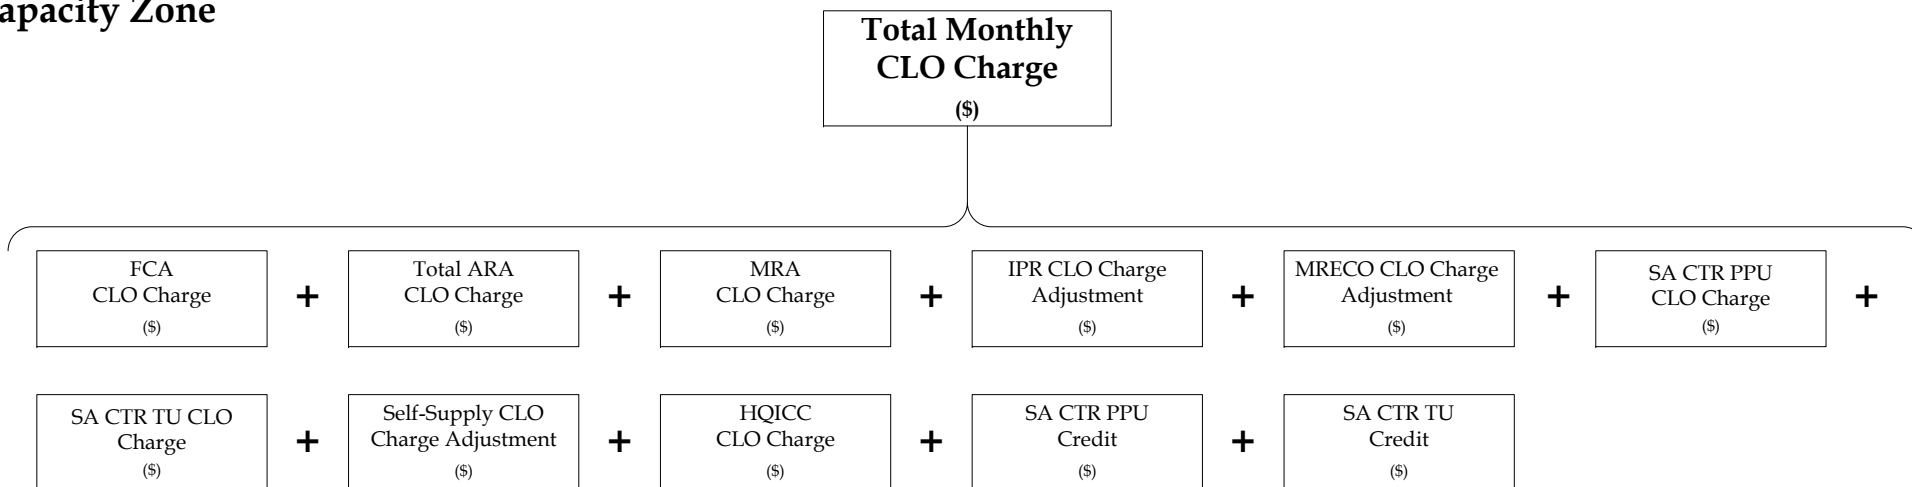 apacity Zone
Total Monthly
CLO Charge
($)
FCA
CLO Charge
($)
+
Total ARA
CLO Charge
($)
+
MRA
CLO Charge
($)
+
IPR CLO Charge
Adjustment
($)
+
MRECO CLO Charge
Adjustment
($)
+
SA CTR PPU
CLO Charge
($)
+
SA CTR TU CLO
Charge
($)
+
Self-Supply CLO
Charge Adjustment
($)
+
HQICC
CLO Charge
($)
+
SA CTR PPU
Credit
($)
+
SA CTR TU
Credit
($)